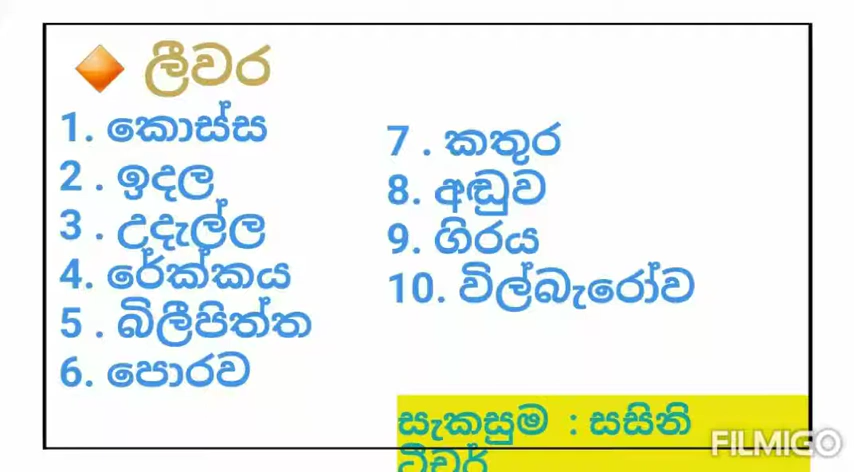 ලීවර
1. කොස්ස
2 . ඉදල
3 . උදැල්ල
4. රේක්කය
5 . බිලීපිත්ත
6. පොරව
7 . කතුර
8. අඬුව
9. ගිරය
10. විල්බැරෝව
සැකසුම : සසිනි
ටීචර්
FILMIGO